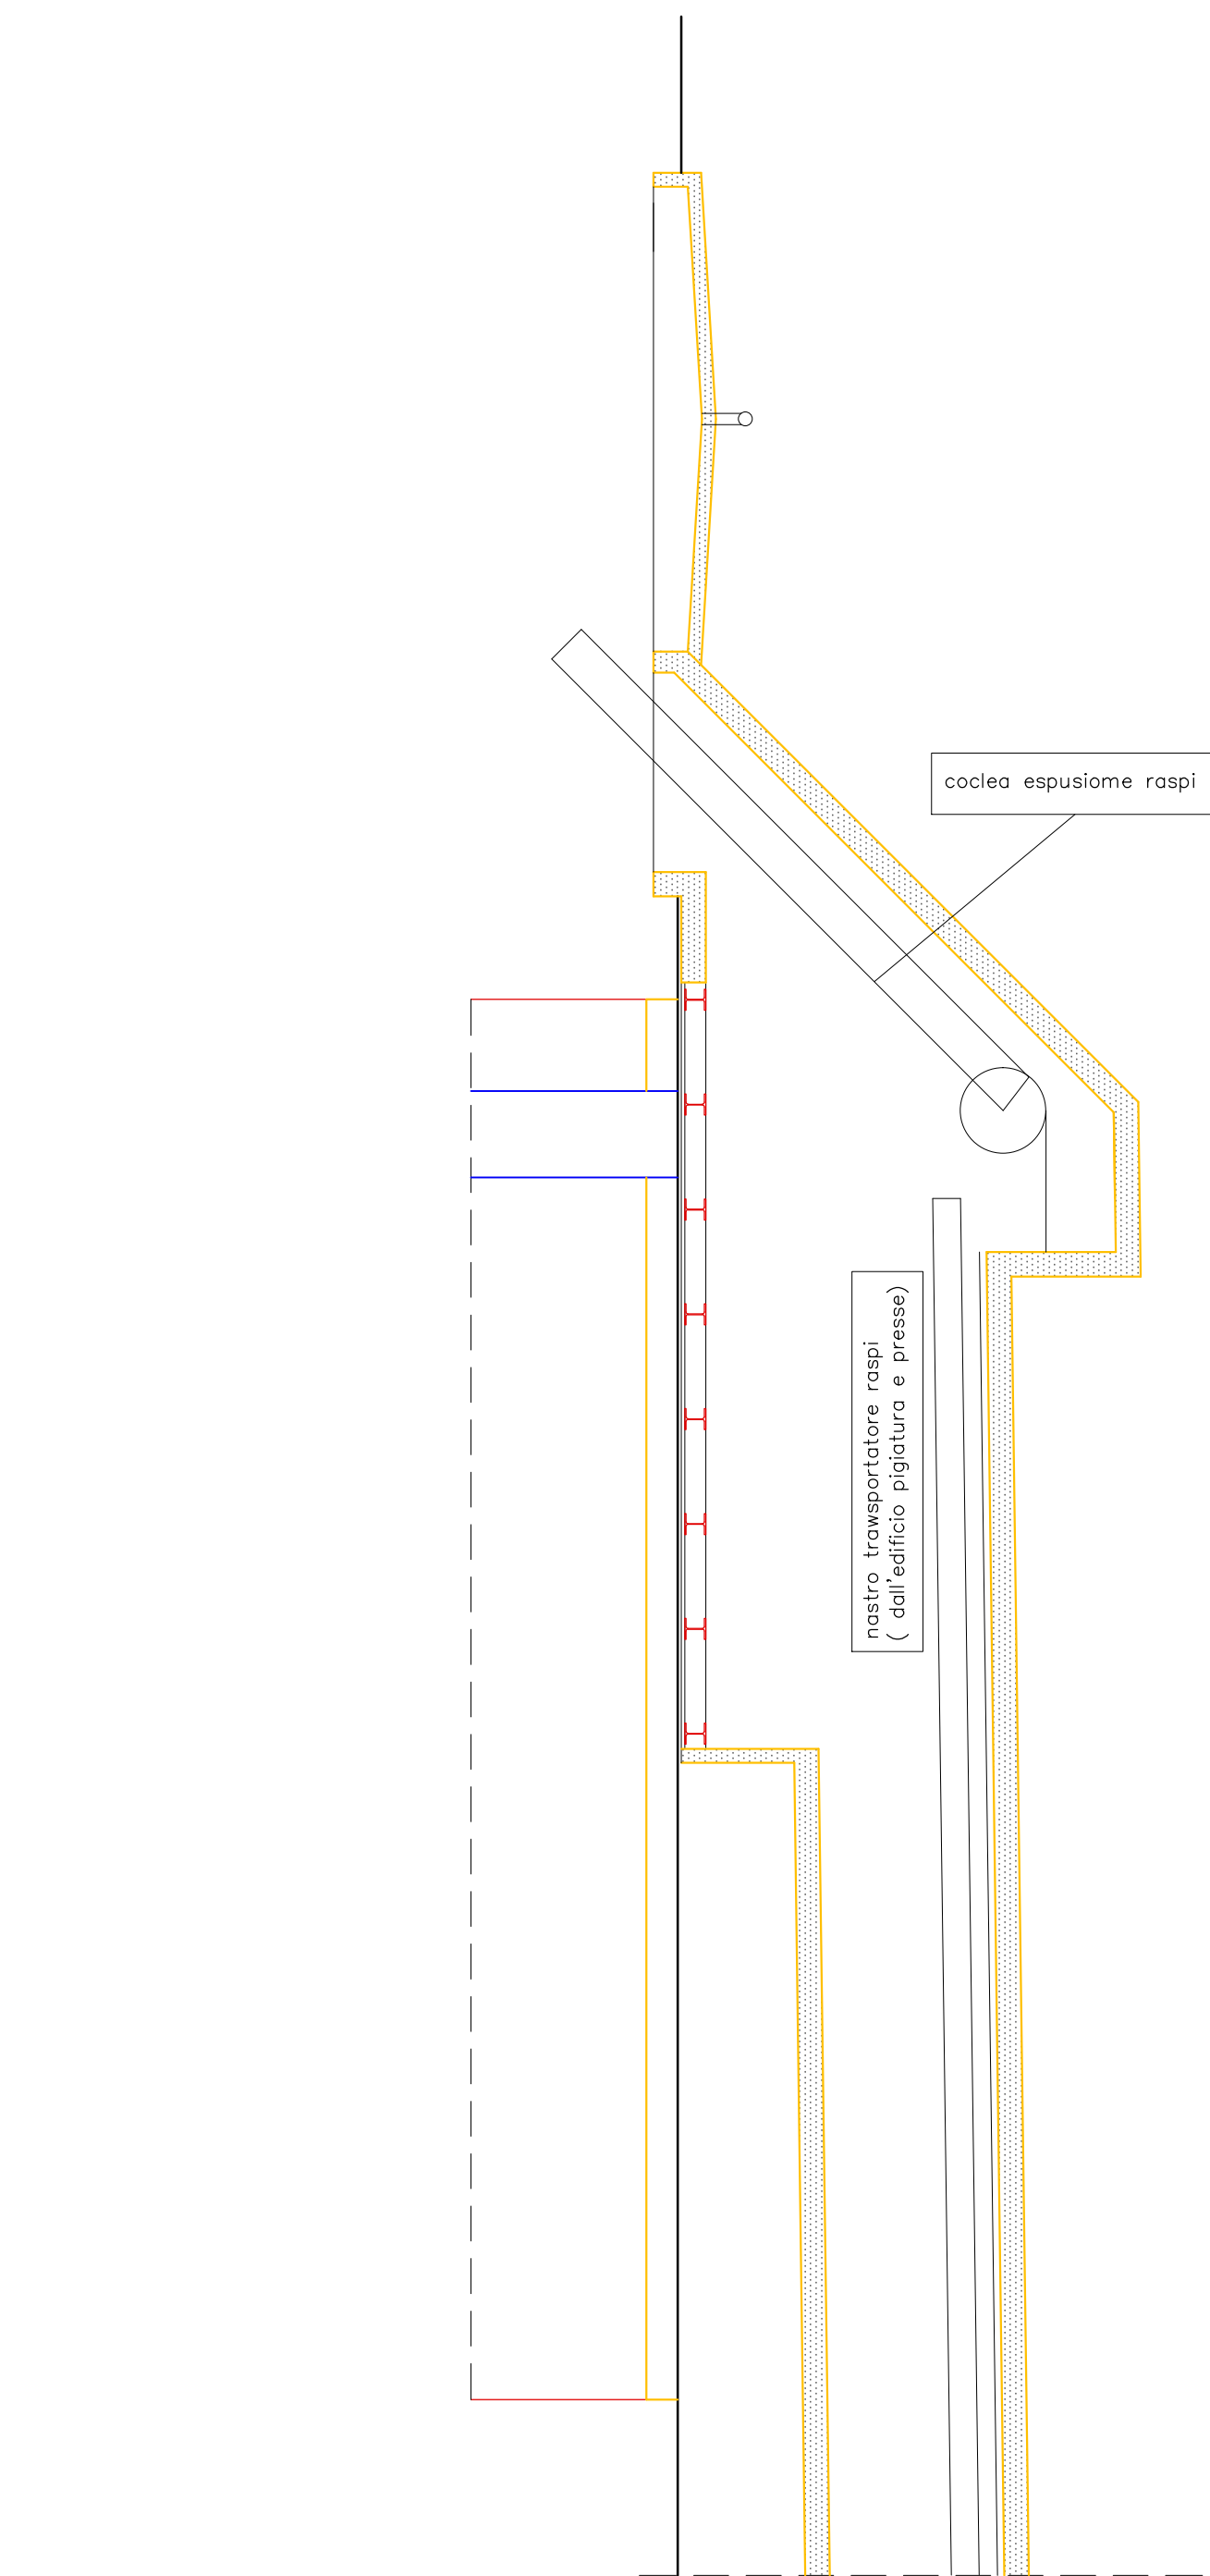 coclea espusiome raspi
nastro trawsportatore raspi
( dall'edificio pigiatura e presse)